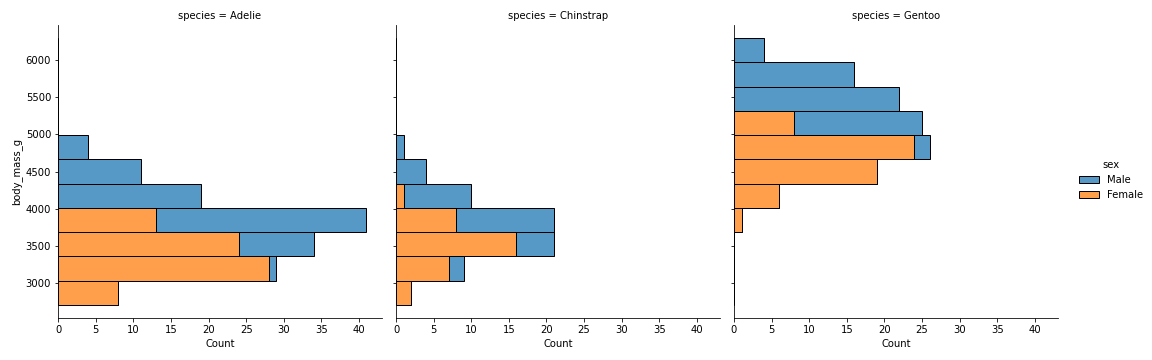 species = Adelie
species = Chinstrap
species = Gentoo
body_mass_g
6000
5500
5000
4500
4000
3500
3000
0 5 10 15 20 25 30 35 40
0 5 10 15 20 25 30 35 40
0 5 10 15 20 25 30 35 40
Count
Count
Count
sex
Male
Female